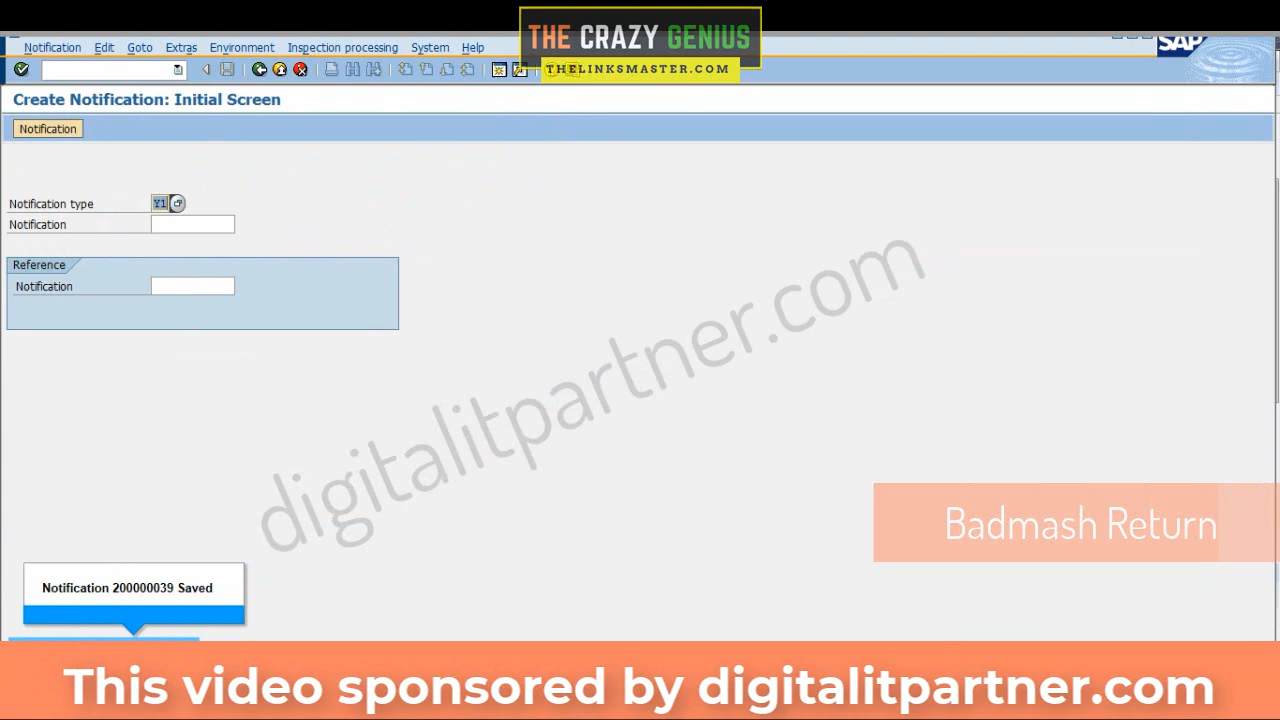 THE CRAZY GENIUS
THELINKSMASTER.COM
Notification Edit Goto Extras Environment Inspection processing System Help
SAP
Create Notification: Initial Screen
Notification
Notification type Y1
Notification
Reference
Notification
digitalitpartner.com
Badmash Return
Notification 200000039 Saved
This video sponsored by digitalitpartner.com